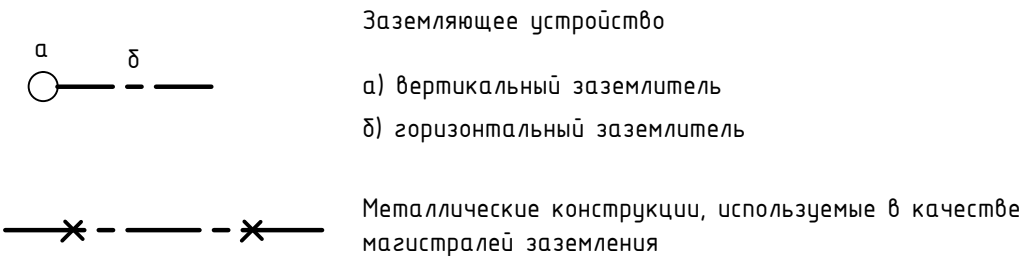 Заземляющее устройство
а
б
а) вертикальный заземлитель
б) горизонтальный заземлитель
Металлические конструкции, используемые в качестве
магистралей заземления